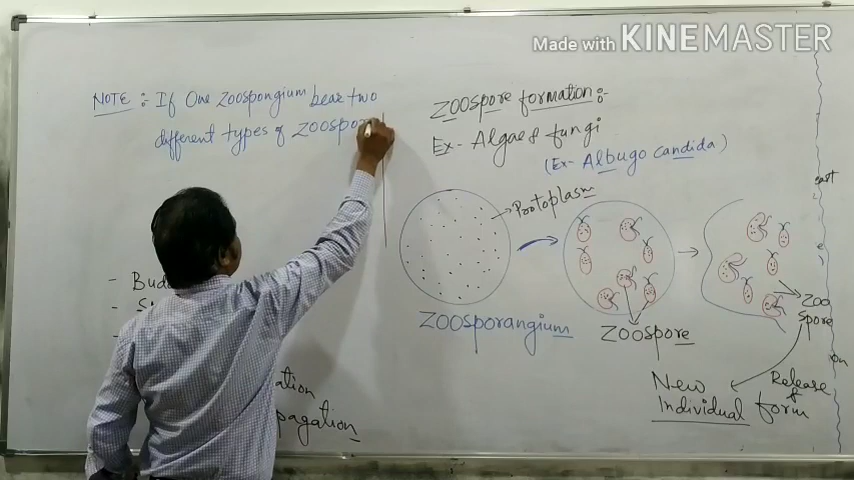 Made with KINEMASTER
NOTE :- If One Zoospongium bear two
different types of Zoospo
- Bud
ation
pagation
Zoospore formation :-
Ex- Algae & fungi
(Ex- Albugo candida)
Protoplasm
Zoosporangium
Zoospore
Zoo
spore
Release
&
form
New
Individual